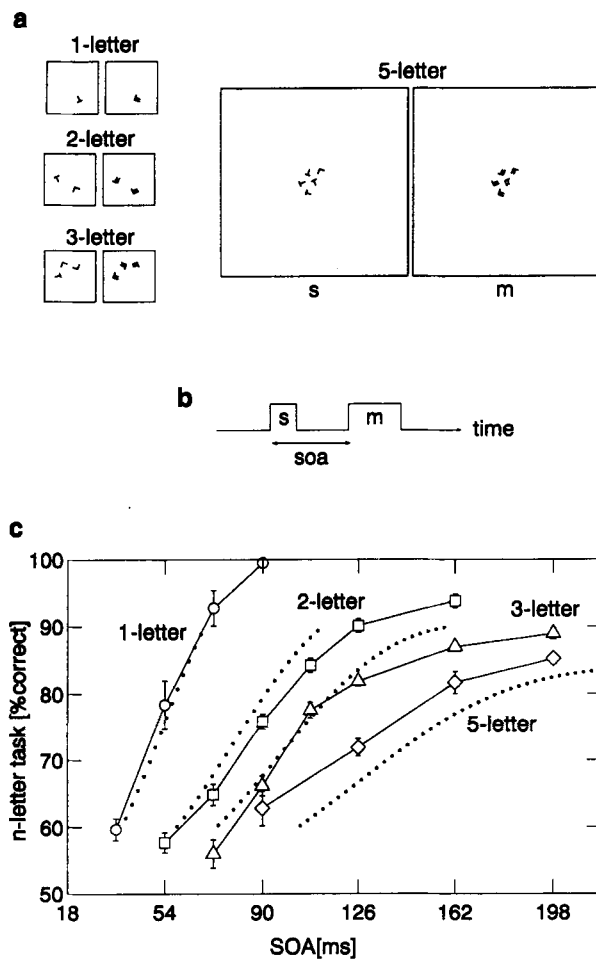 a
1-letter
5-letter
2-letter
3-letter
s
m
b
s
m
time
soa
c
n-letter task [%correct]
100
90
80
70
60
50
1-letter
2-letter
3-letter
5-letter
18
54
90
126
162
198
SOA[ms]